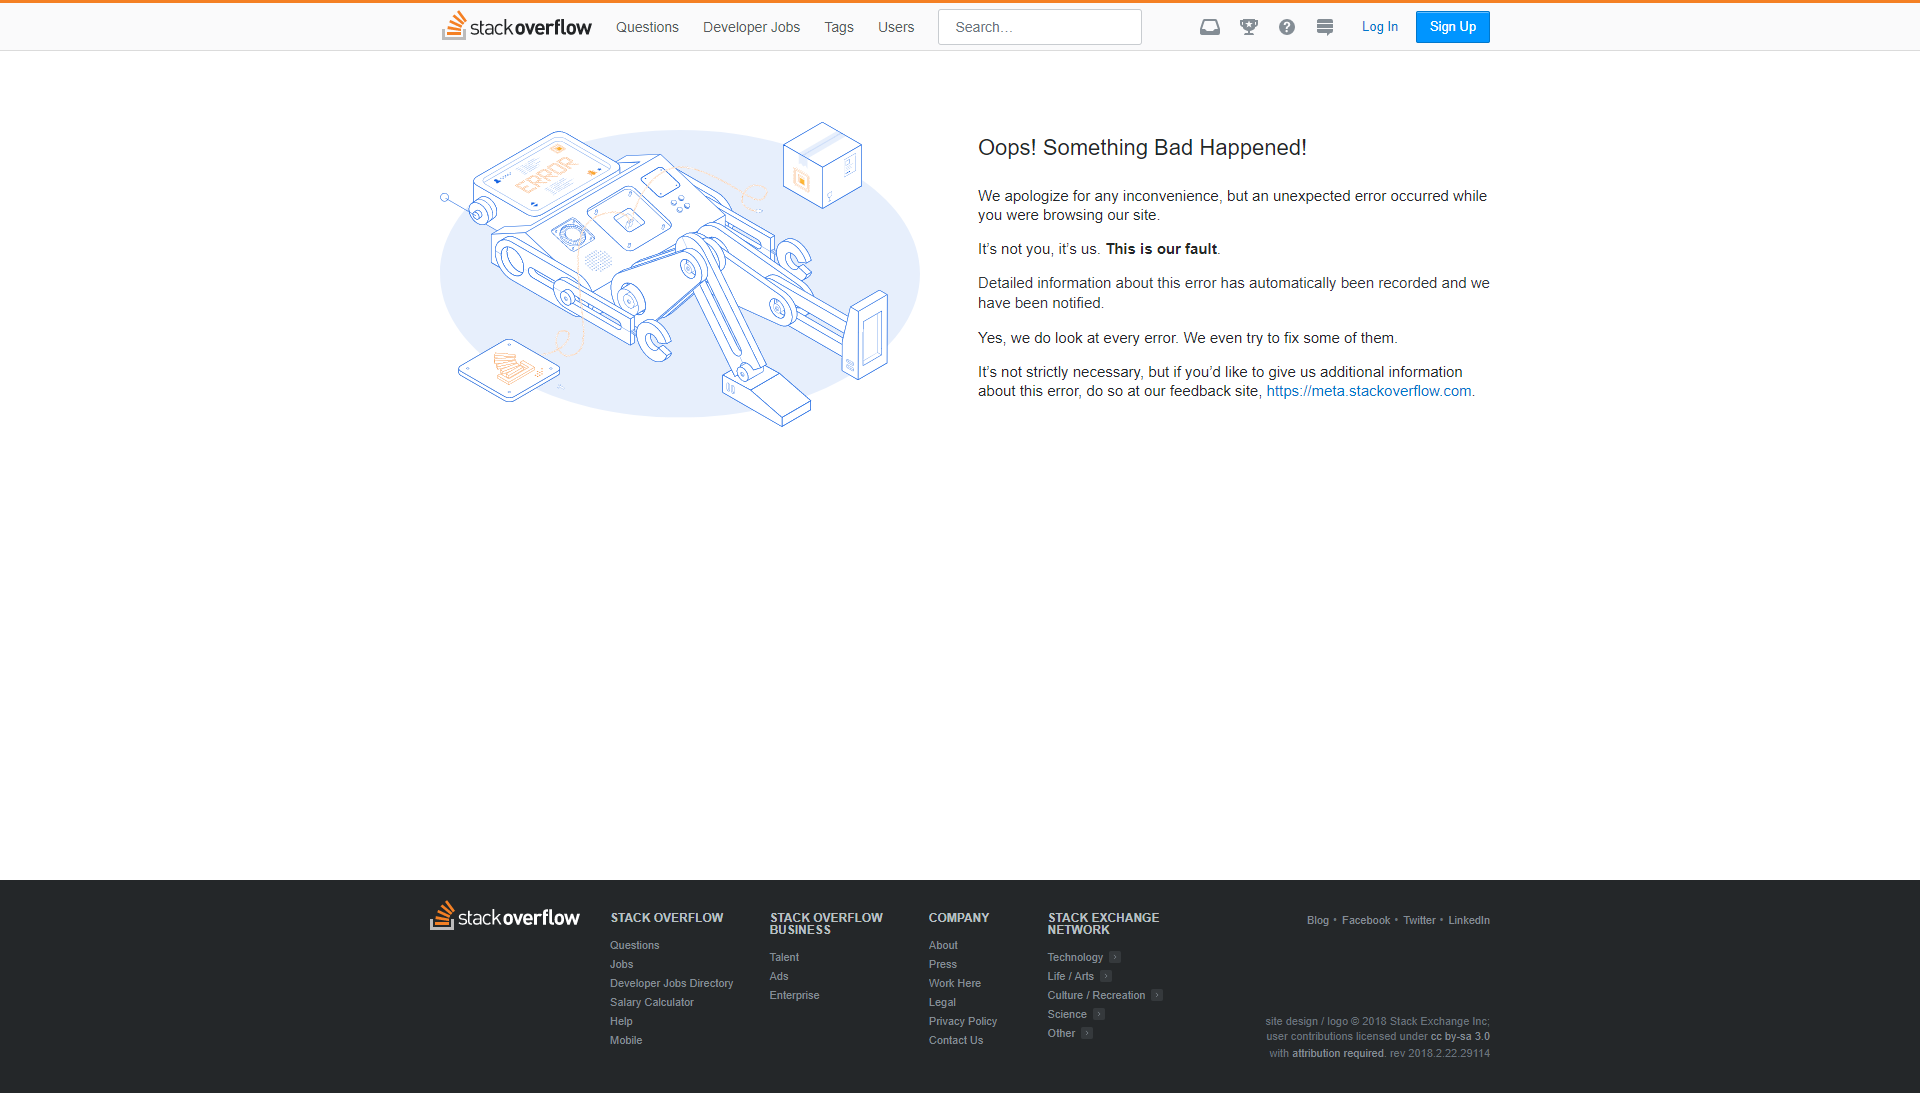 stackoverflow
Questions
Developer Jobs
Tags
Users
Search…
Log In
Sign Up
ERROR
Oops! Something Bad Happened!
We apologize for any inconvenience, but an unexpected error occurred while
you were browsing our site.
It’s not you, it’s us. This is our fault.
Detailed information about this error has automatically been recorded and we
have been notified.
Yes, we do look at every error. We even try to fix some of them.
It’s not strictly necessary, but if you’d like to give us additional information
about this error, do so at our feedback site, https://meta.stackoverflow.com.
stackoverflow
STACK OVERFLOW
Questions
Jobs
Developer Jobs Directory
Salary Calculator
Help
Mobile
STACK OVERFLOW
BUSINESS
Talent
Ads
Enterprise
COMPANY
About
Press
Work Here
Legal
Privacy Policy
Contact Us
STACK EXCHANGE
NETWORK
Technology
Life / Arts
Culture / Recreation
Science
Other
Blog • Facebook • Twitter • LinkedIn
site design / logo © 2018 Stack Exchange Inc;
user contributions licensed under cc by-sa 3.0
with attribution required. rev 2018.2.22.29114